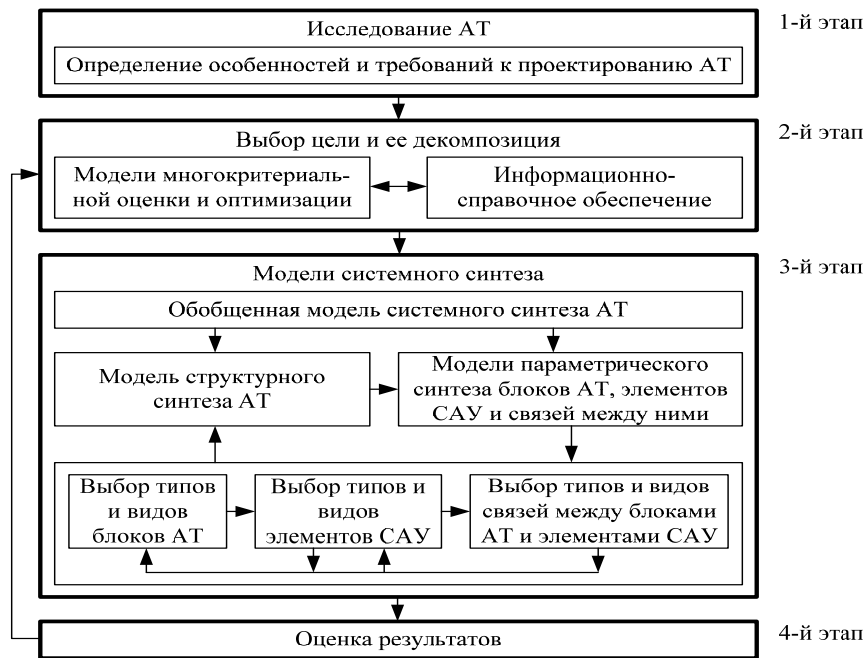 Исследование АТ
1-й этап
Определение особенностей и требований к проектированию АТ
Выбор цели и ее декомпозиция
2-й этап
Модели многокритериаль-
ной оценки и оптимизации
Информационно-
справочное обеспечение
Модели системного синтеза
3-й этап
Обобщенная модель системного синтеза АТ
Модель структурного
синтеза АТ
Модели параметрического
синтеза блоков АТ, элементов
САУ и связей между ними
Выбор типов
и видов
блоков АТ
Выбор типов и
видов
элементов САУ
Выбор типов и видов
связей между блоками
АТ и элементами САУ
Оценка результатов
4-й этап